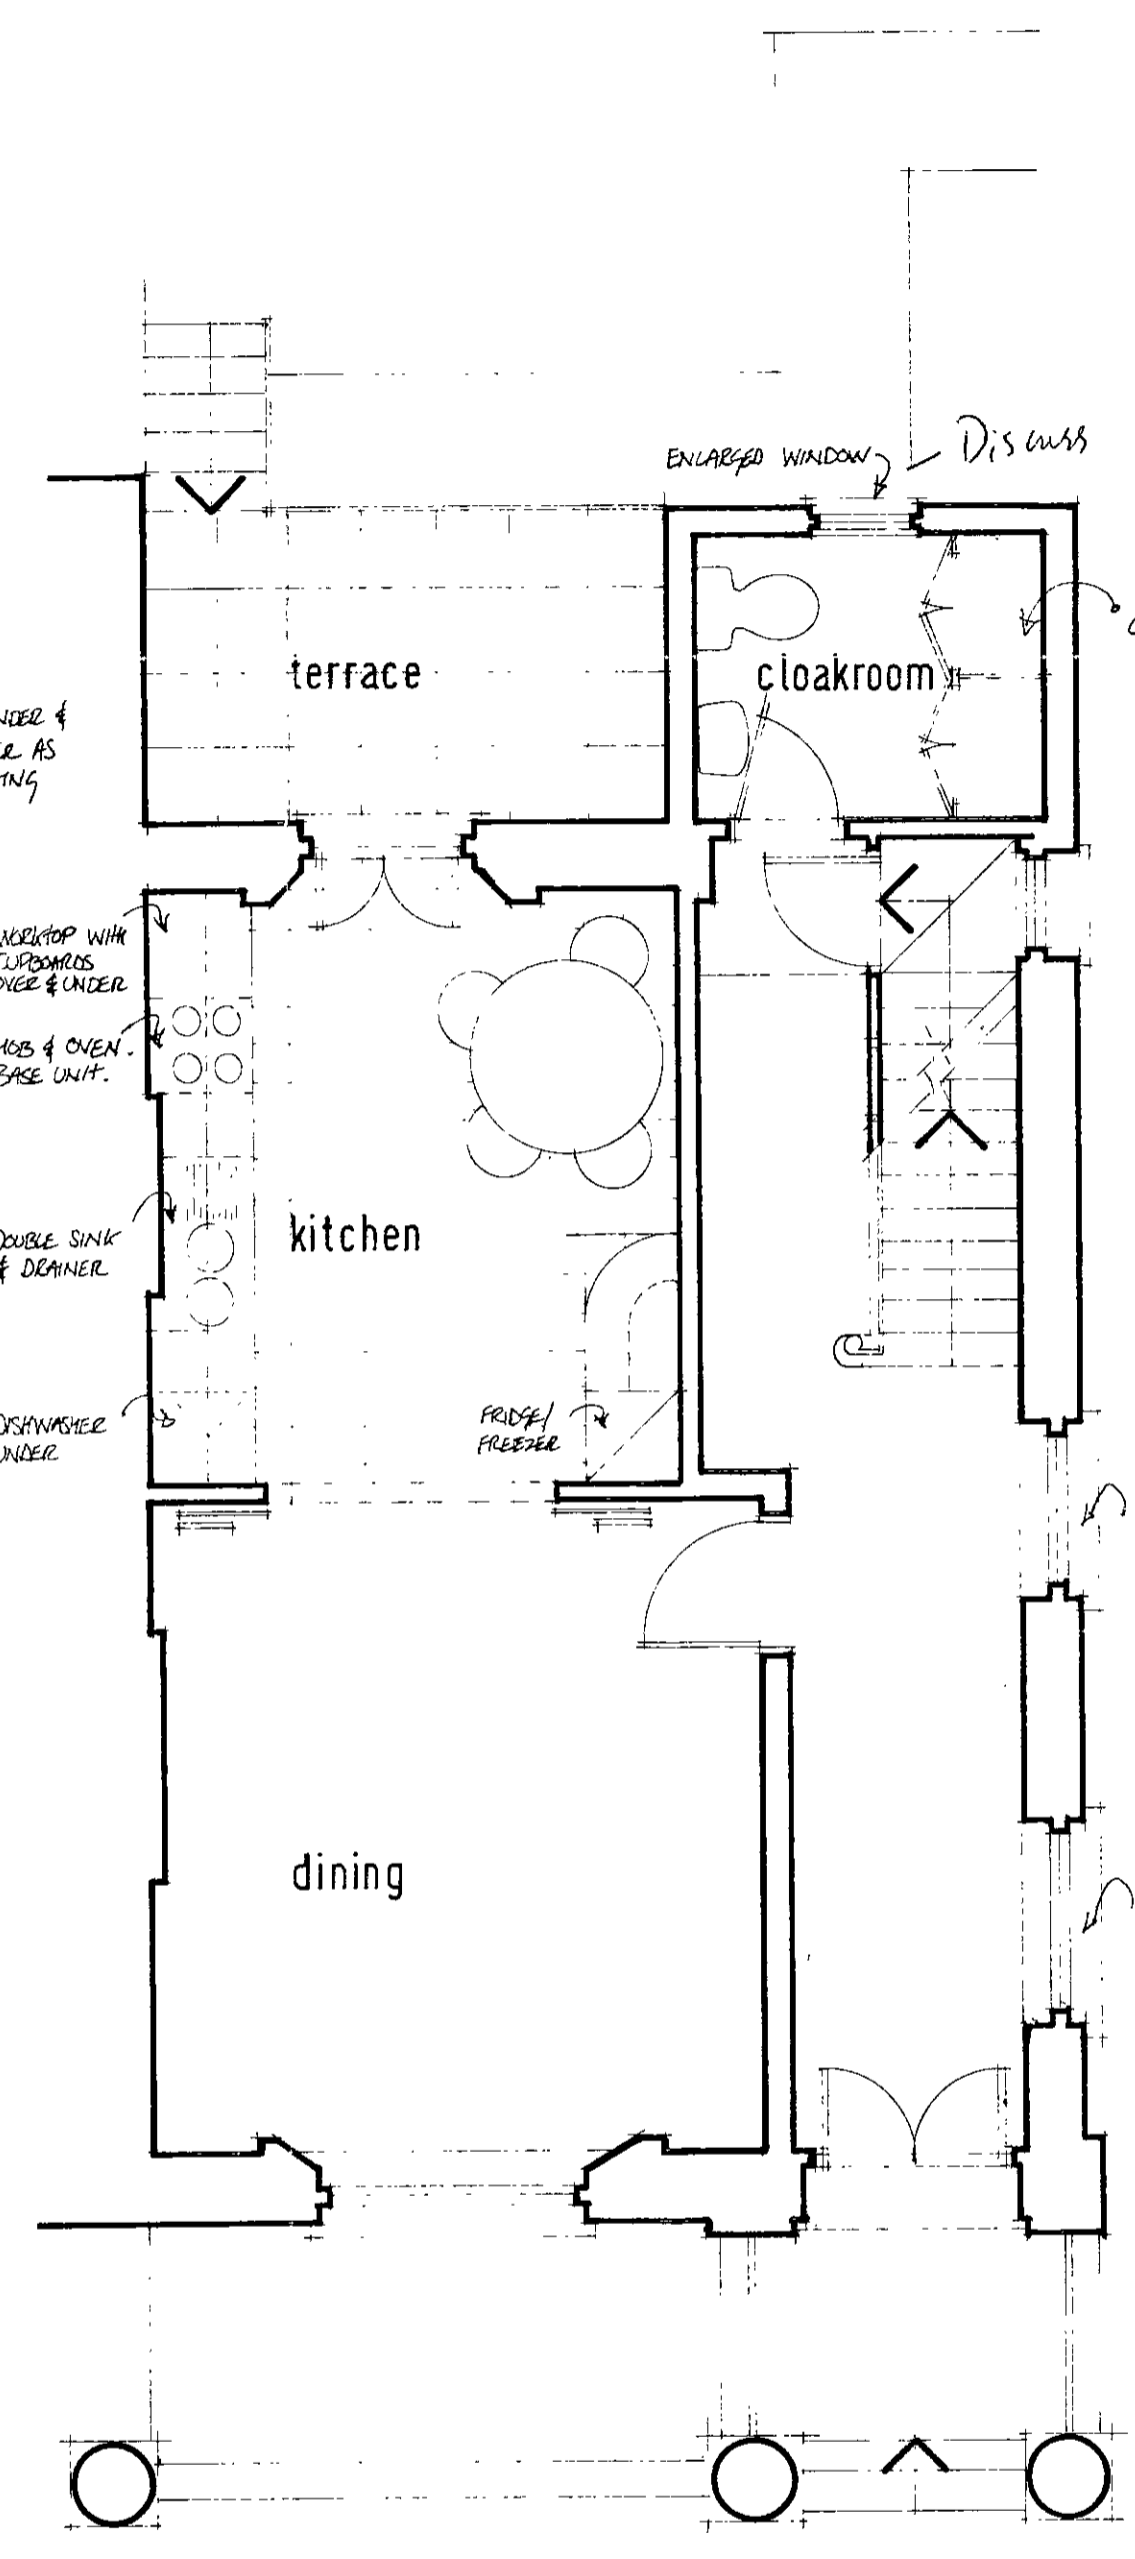 ENLARGED WINDOW
Discuss
terrace
cloakroom
&
AS
WORKTOP WITH
CUPBOARDS
OVER & UNDER
HOB & OVEN.
BASE UNIT.
kitchen
DOUBLE SINK
& DRAINER
FRIDGE/
FREEZER
DISHWASHER
UNDER
dining